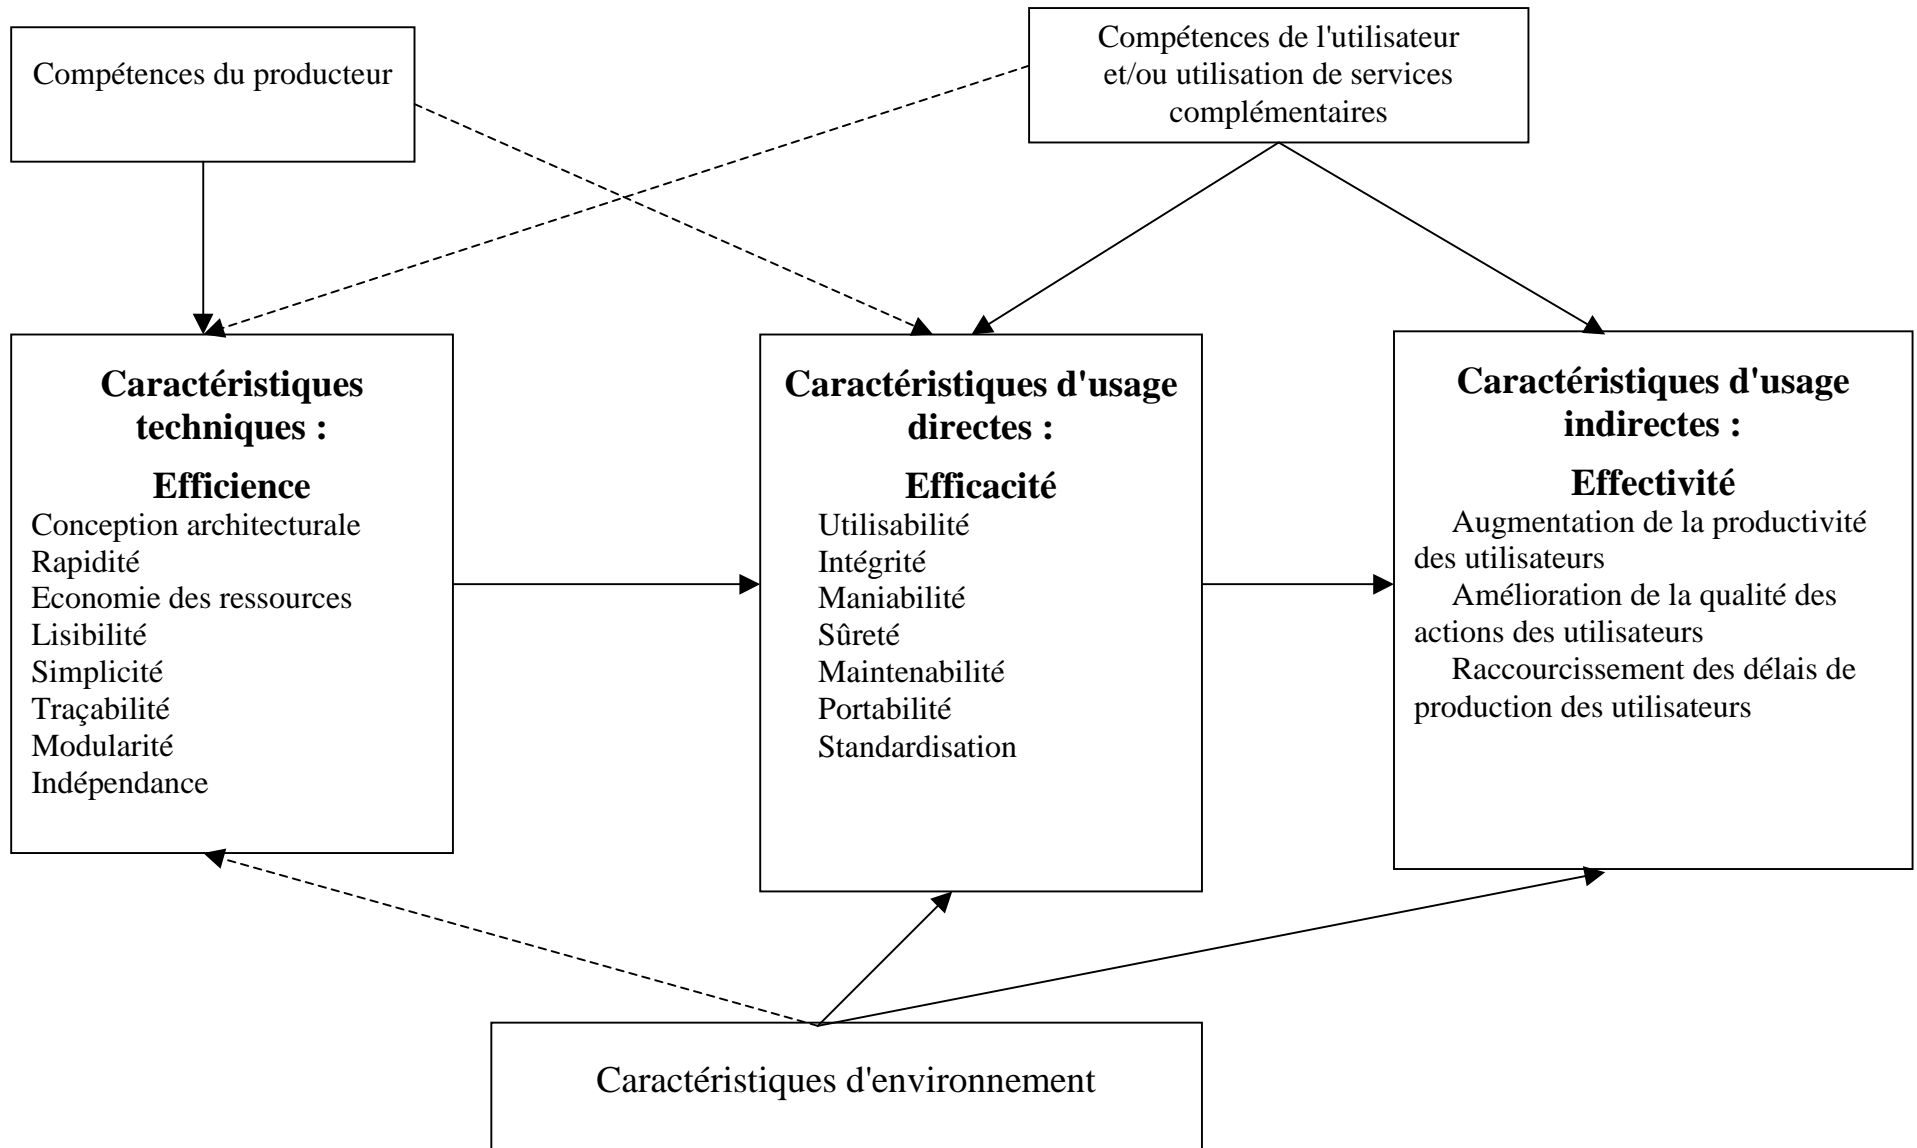 Compétences du producteur
Compétences de l'utilisateur
et/ou utilisation de services
complémentaires
Caractéristiques
techniques :
Efficience
Conception architecturale
Rapidité
Economie des ressources
Lisibilité
Simplicité
Traçabilité
Modularité
Indépendance
Caractéristiques d'usage
directes :
Efficacité
Utilisabilité
Intégrité
Maniabilité
Sûreté
Maintenabilité
Portabilité
Standardisation
Caractéristiques d'usage
indirectes :
Effectivité
Augmentation de la productivité
des utilisateurs
Amélioration de la qualité des
actions des utilisateurs
Raccourcissement des délais de
production des utilisateurs
Caractéristiques d'environnement